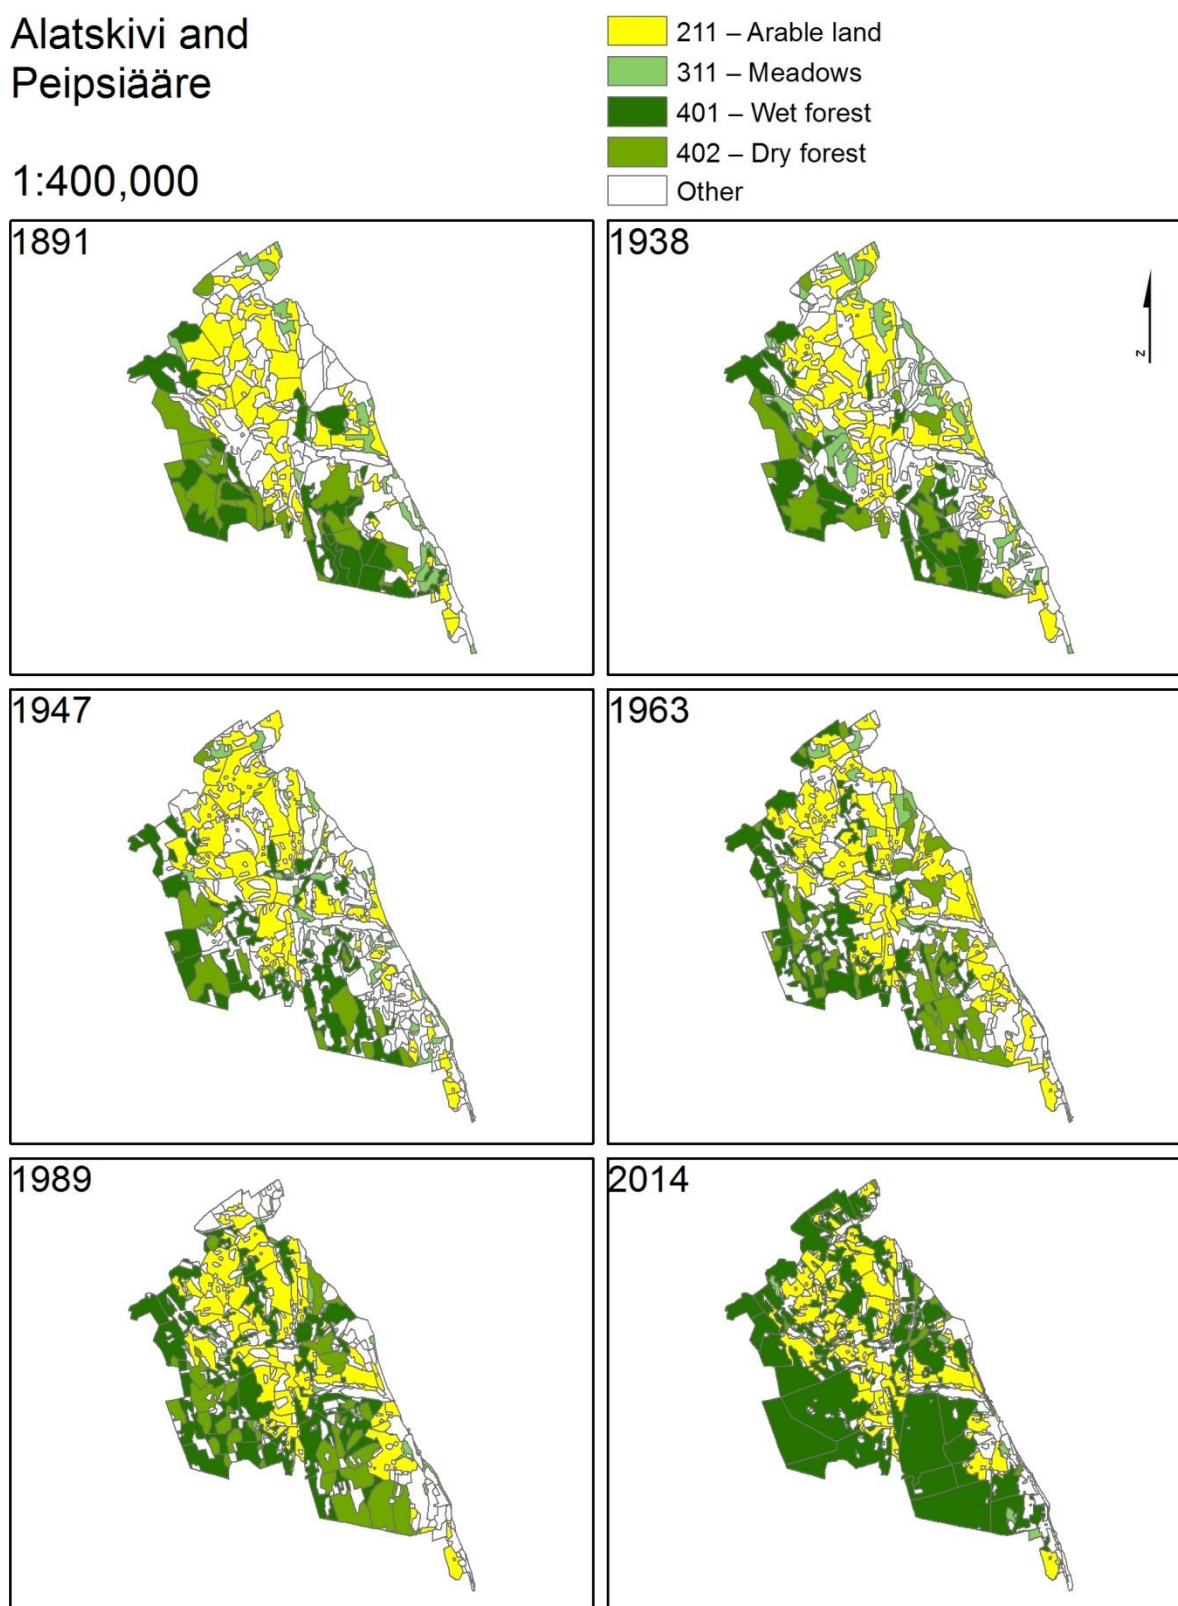 Alatskivi and
Peipsiääre
1:400,000
211 – Arable land
311 – Meadows
401 – Wet forest
402 – Dry forest
Other
1891
1938
z
1947
1963
1989
2014